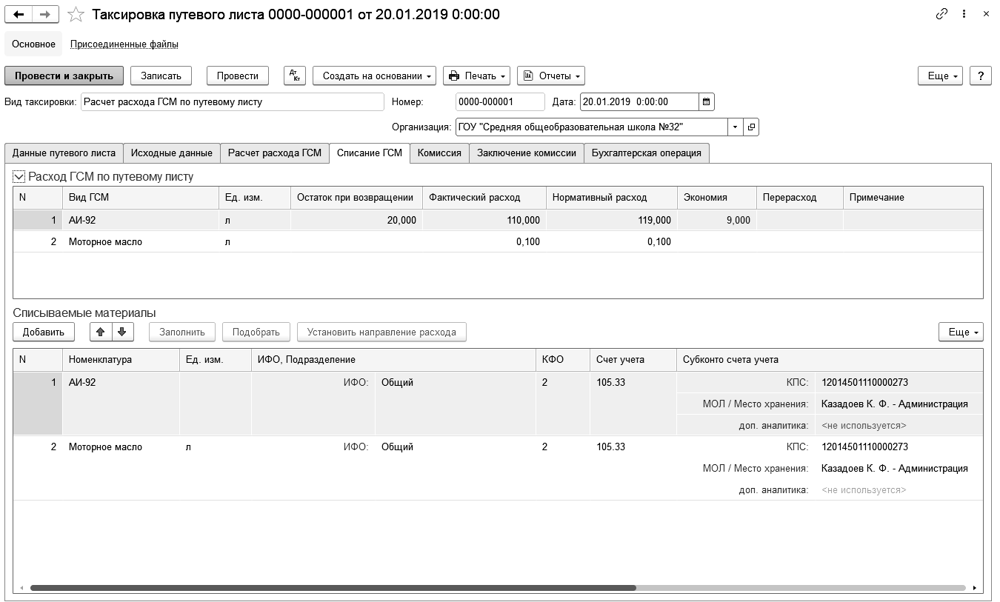 Таксировка путевого листа 0000-000001 от 20.01.2019 0:00:00
Основное Присоединенные файлы
Провести и закрыть Записать Провести Дт Кт Создать на основании Печать Отчеты Еще ?
Вид таксировки: Расчет расхода ГСМ по путевому листу Номер: 0000-000001 Дата: 20.01.2019 0:00:00
Организация: ГОУ "Средняя общеобразовательная школа №32"
Данные путевого листа Исходные данные Расчет расхода ГСМ Списание ГСМ Комиссия Заключение комиссии Бухгалтерская операция
Расход ГСМ по путевому листу
N Вид ГСМ Ед. изм. Остаток при возвращении Фактический расход Нормативный расход Экономия Перерасход Примечание
1 АИ-92 л 20,000 110,000 119,000 9,000
2 Моторное масло л 0,100 0,100
Списываемые материалы
Добавить Заполнить Подобрать Установить направление расхода Еще
N Номенклатура Ед. изм. ИФО, Подразделение КФО Счет учета Субконто счета учета
1 АИ-92 ИФО: Общий 2 105.33 КПС: 12014501110000273
МОЛ / Место хранения: Казадоев К. Ф. - Администрация
доп. аналитика: <не используется>
2 Моторное масло л ИФО: Общий 2 105.33 КПС: 12014501110000273
МОЛ / Место хранения: Казадоев К. Ф. - Администрация
доп. аналитика: <не используется>